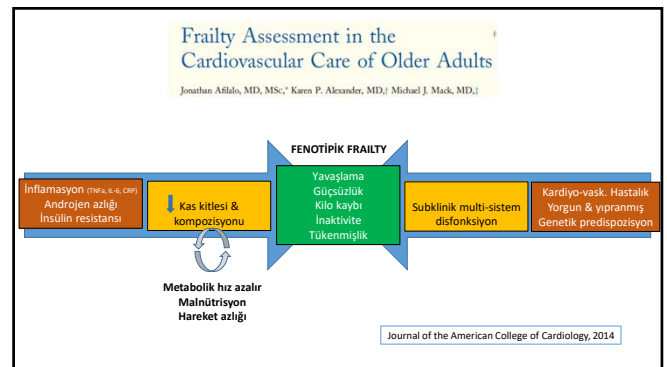 Frailty Assessment in the
Cardiovascular Care of Older Adults
Jonathan Afilalo, MD, MSc,* Karen P. Alexander, MD,† Michael J. Mack, MD,‡
FENOTİPİK FRAILTY
İnflamasyon (TNFa, IL-6, CRP)
Androjen azlığı
İnsülin resistansı
Kas kitlesi &
kompozisyonu
Yavaşlama
Güçsüzlük
Kilo kaybı
İnaktivite
Tükenmişlik
Subklinik multi-sistem
disfonksiyon
Kardiyo-vask. Hastalık
Yorgun & yıpranmış
Genetik predispozisyon
Metabolik hız azalır
Malnütrisyon
Hareket azlığı
Journal of the American College of Cardiology, 2014